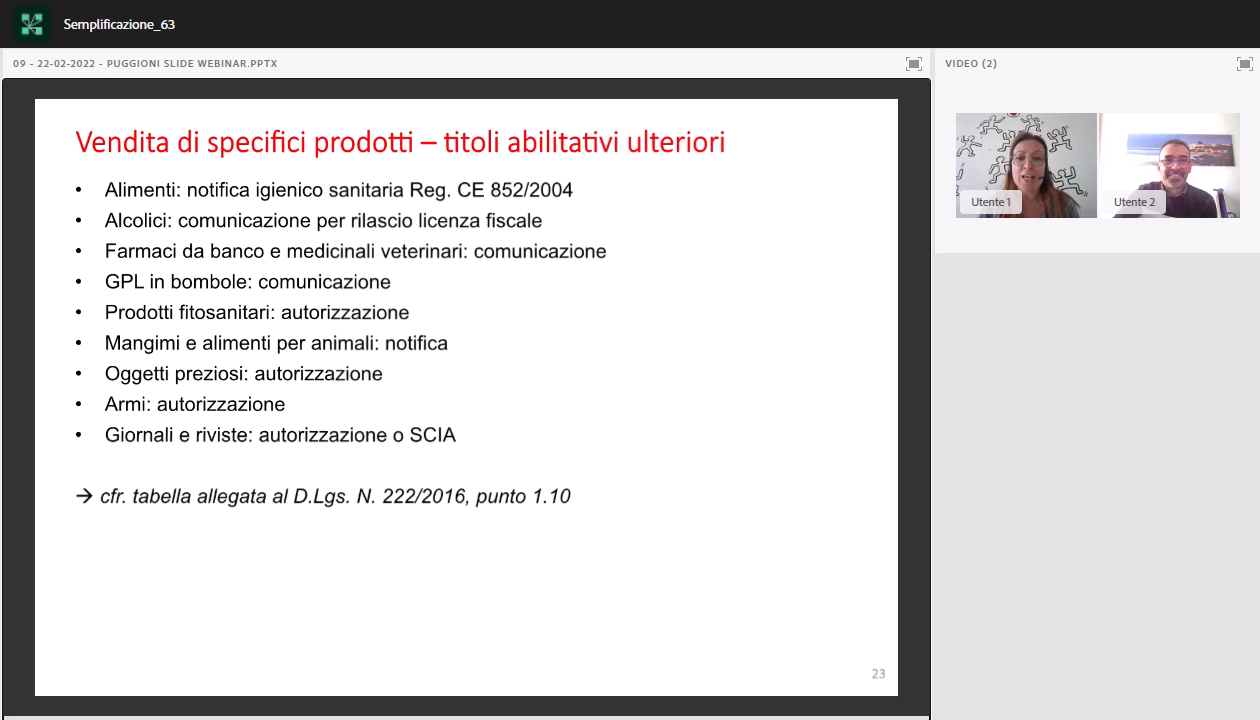 Semplificazione_63
09 - 22-02-2022 - PUGGIONI SLIDE WEBINAR.PPTX
VIDEO (2)
Vendita di specifici prodotti – titoli abilitativi ulteriori
• Alimenti: notifica igienico sanitaria Reg. CE 852/2004
• Alcolici: comunicazione per rilascio licenza fiscale
• Farmaci da banco e medicinali veterinari: comunicazione
• GPL in bombole: comunicazione
• Prodotti fitosanitari: autorizzazione
• Mangimi e alimenti per animali: notifica
• Oggetti preziosi: autorizzazione
• Armi: autorizzazione
• Giornali e riviste: autorizzazione o SCIA
→ cfr. tabella allegata al D.Lgs. N. 222/2016, punto 1.10
23
Utente 1
Utente 2